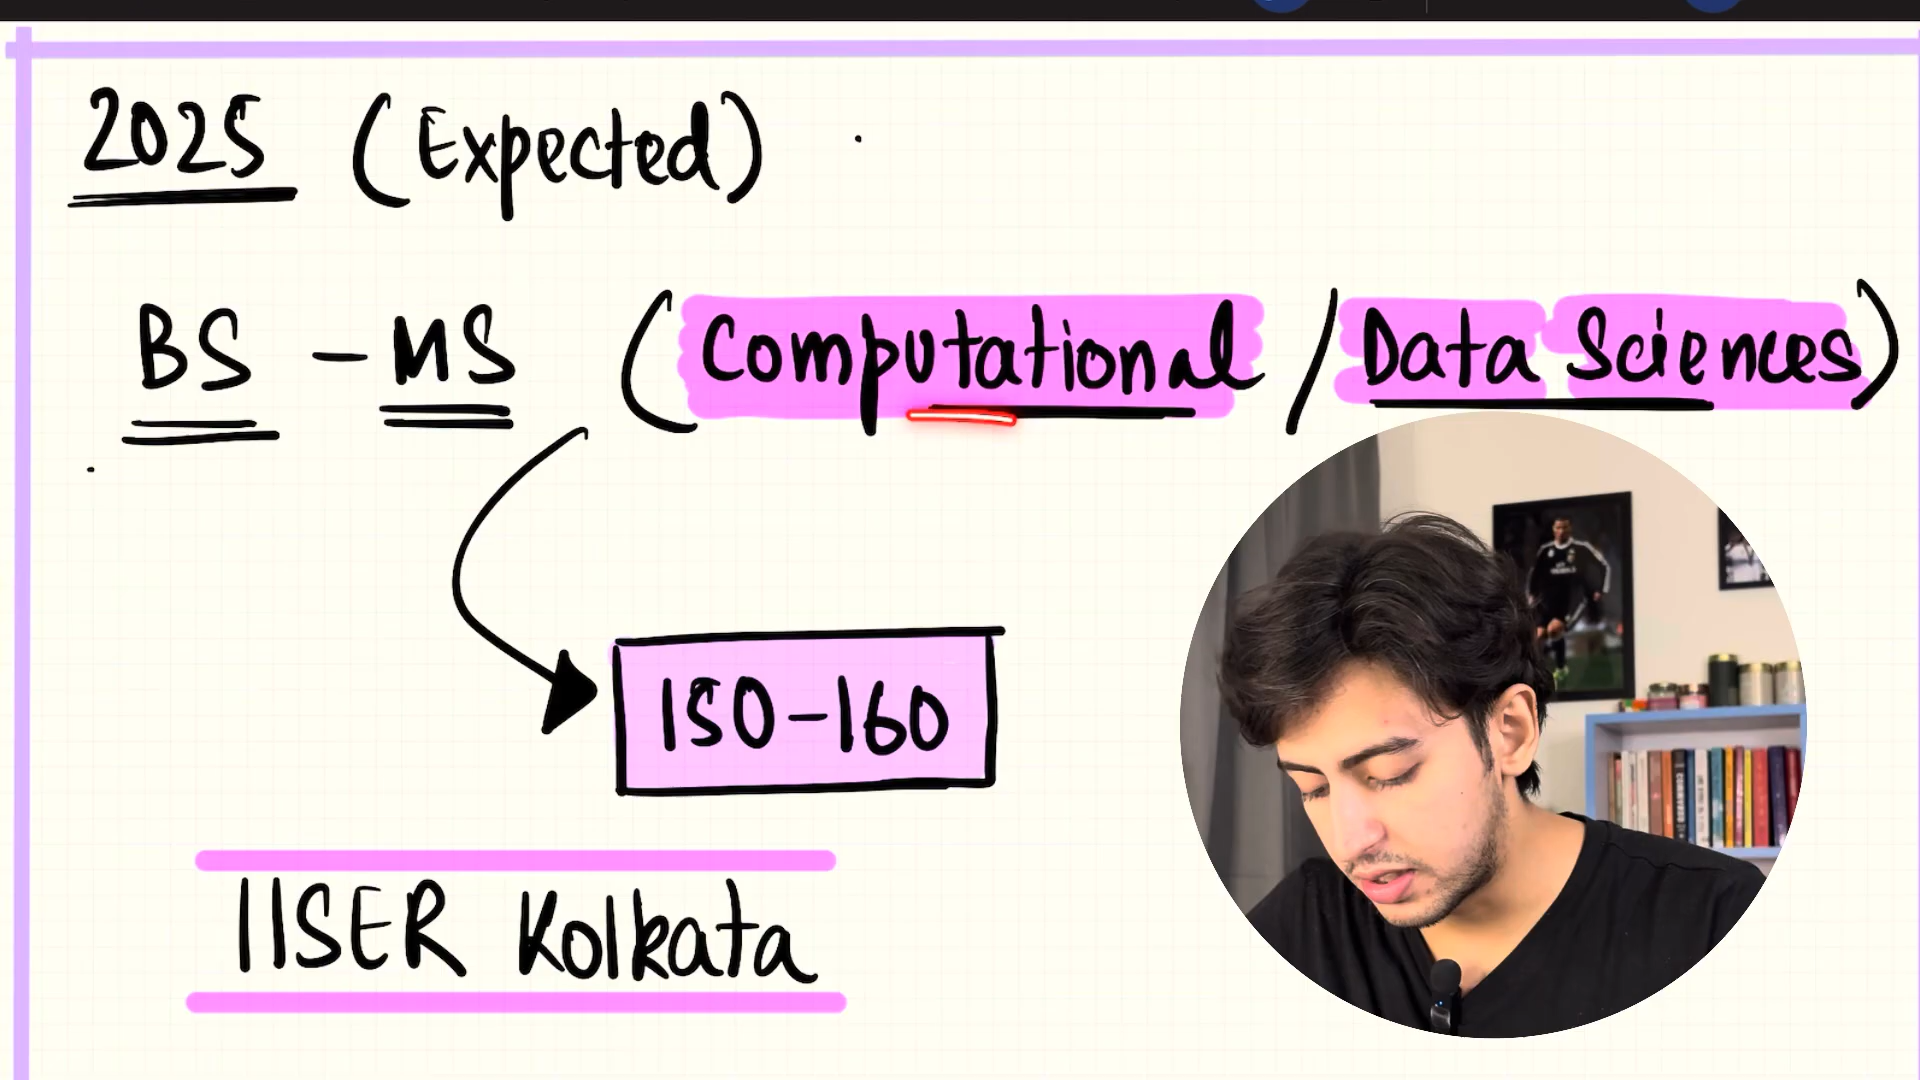 2025 (Expected)
BS - MS (Computational / Data Sciences)
150-160
IISER Kolkata